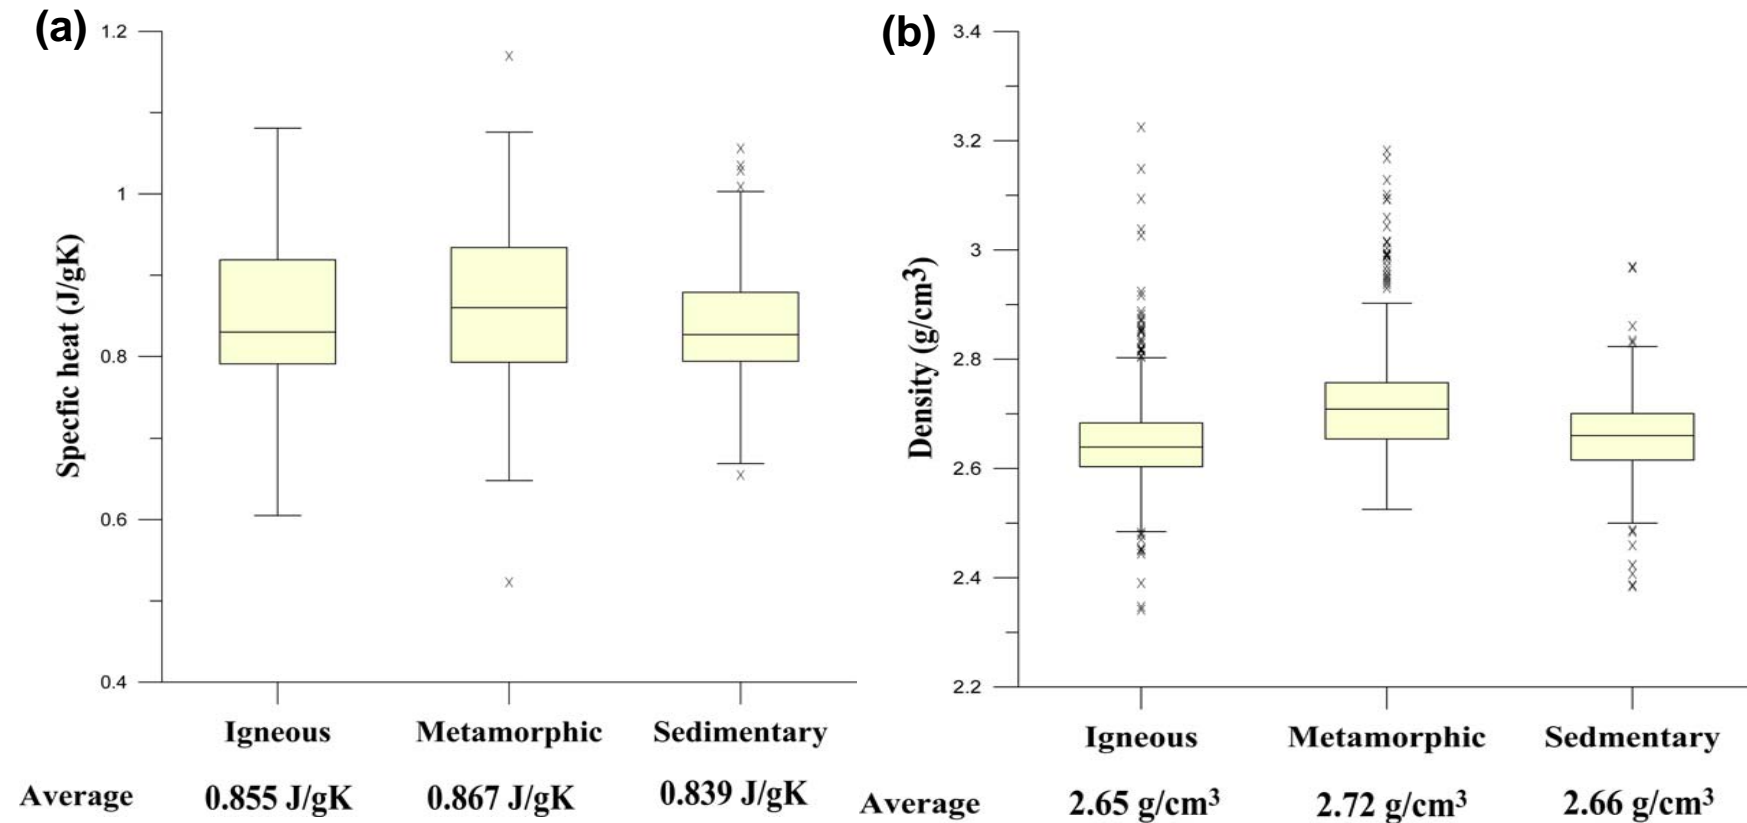 (a)
1.2
1
0.8
0.6
0.4
Specfic heat (J/gK)
Igneous Metamorphic Sedimentary
Average 0.855 J/gK 0.867 J/gK 0.839 J/gK
(b)
3.4
3.2
3
2.8
2.6
2.4
2.2
Density (g/cm3)
Igneous Metamorphic Sedmentary
Average 2.65 g/cm3 2.72 g/cm3 2.66 g/cm3